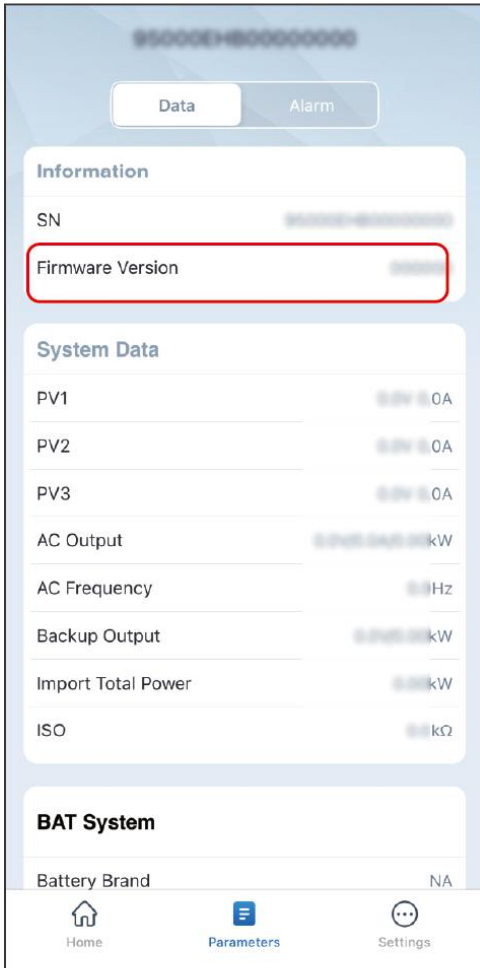 Data Alarm
Information
SN
Firmware Version
System Data
PV1 0A
PV2 0A
PV3 0A
AC Output kW
AC Frequency Hz
Backup Output kW
Import Total Power kW
ISO kΩ
BAT System
Battery Brand NA
Home Parameters Settings